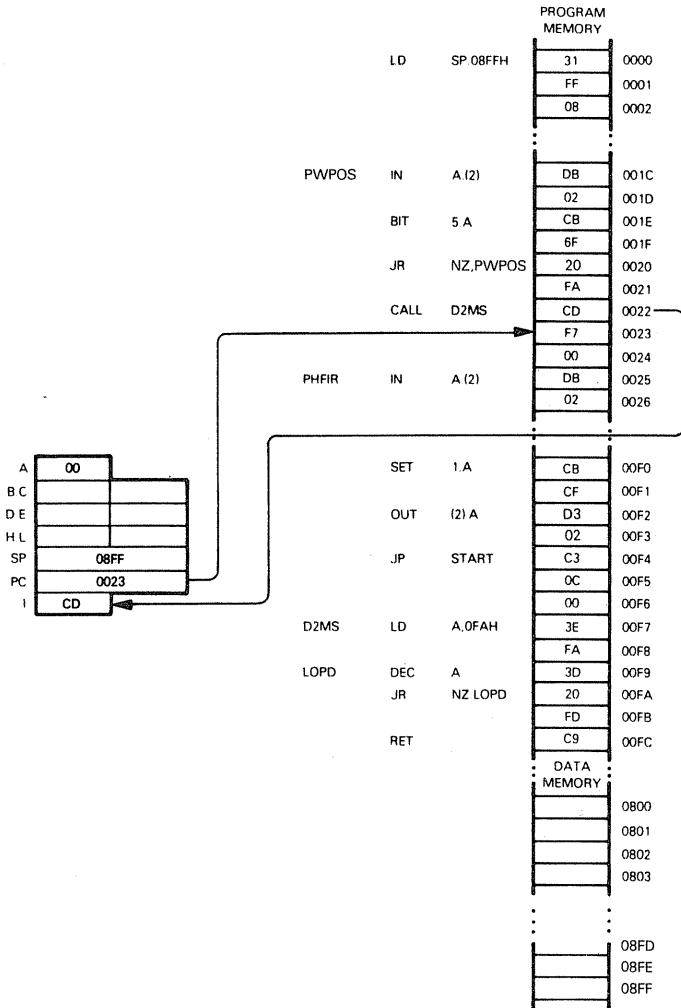 PROGRAM
MEMORY
LD SP.08FFH 31 0000
FF 0001
08 0002
PWPOS IN A.(2) DB 001C
02 001D
BIT 5.A CB 001E
6F 001F
JR NZ,PWPOS 20 0020
FA 0021
CALL D2MS CD 0022
F7 0023
00 0024
PHFIR IN A.(2) DB 0025
02 0026
A 00
B C
D E
H L
SP 08FF
PC 0023
I CD
SET 1.A CB 00F0
CF 00F1
OUT (2).A D3 00F2
02 00F3
JP START C3 00F4
0C 00F5
00 00F6
D2MS LD A,0FAH 3E 00F7
FA 00F8
LOPD DEC A 3D 00F9
JR NZ LOPD 20 00FA
FD 00FB
RET C9 00FC
DATA
MEMORY
0800
0801
0802
0803
08FD
08FE
08FF